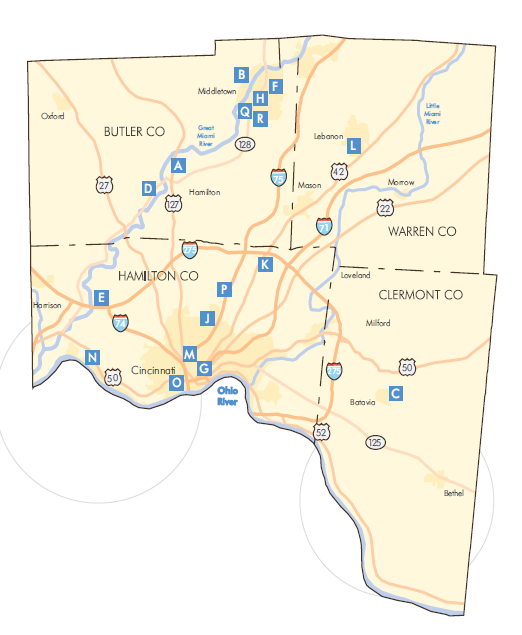 B
Middletown
F
H
Q
R
Oxford
BUTLER CO
Great
Miami
River
128
Little
Miami
River
Lebanon
L
A
D
27
Hamilton
127
75
42
Mason
Morrow
22
71
WARREN CO
275
K
HAMILTON CO
Loveland
CLERMONT CO
E
Harrison
P
74
J
Milford
N
M
G
Cincinnati
50
O
Ohio
River
275
50
C
Batavia
52
125
Bethel